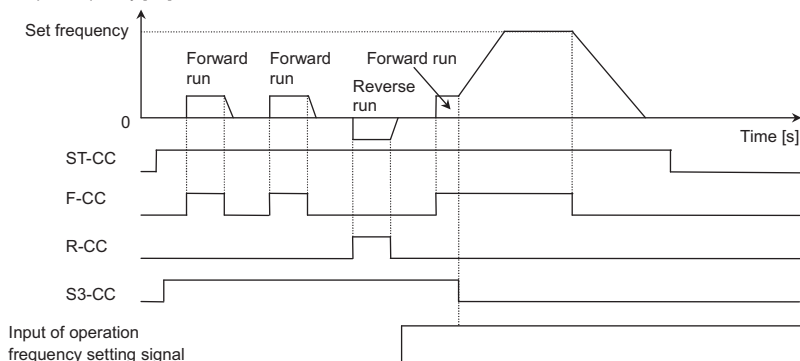 Set frequency
Forward
run
Forward
run
Forward run
Reverse
run
0
Time [s]
ST-CC
F-CC
R-CC
S3-CC
Input of operation
frequency setting signal